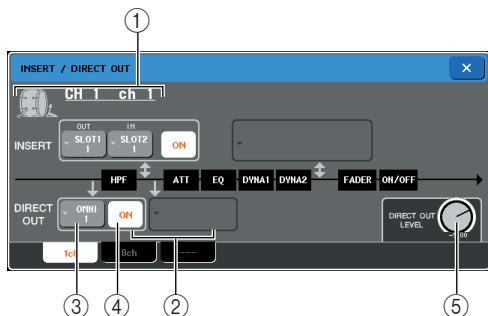 ①
INSERT / DIRECT OUT
×
CH 1 ch 1
OUT IN
INSERT
SLOT1 1
SLOT2 1
ON
HPF ATT EQ DYNA1 DYNA2 FADER ON/OFF
DIRECT OUT
OMNI 1
ON
DIRECT OUT LEVEL
1ch 8ch ---
③ ④ ② ⑤